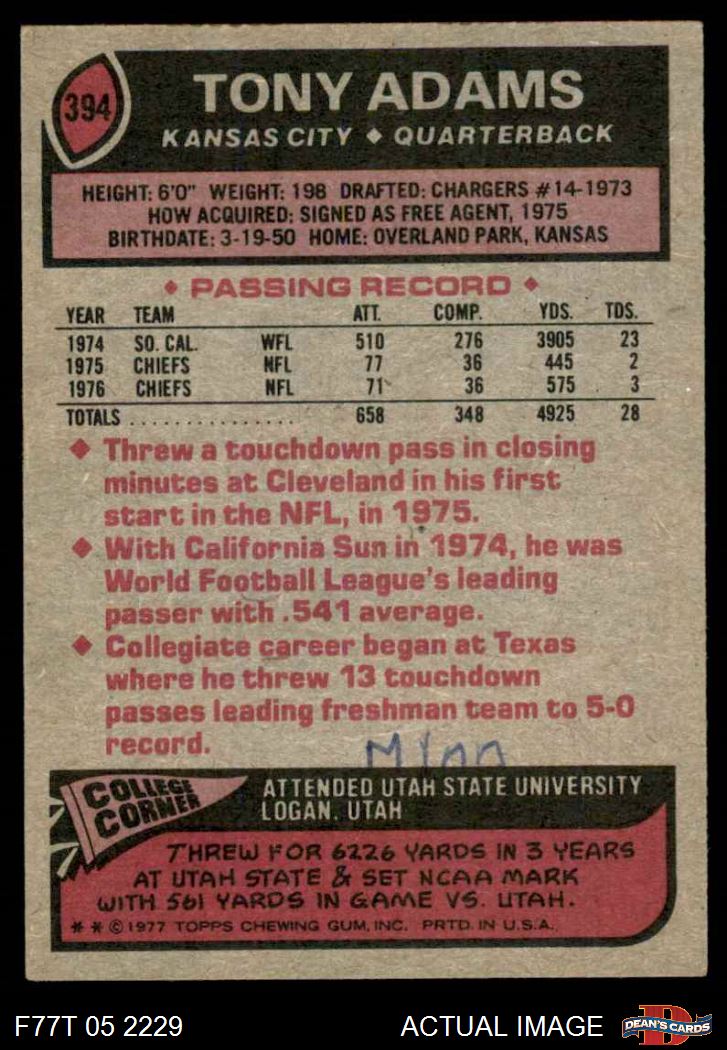 394
TONY ADAMS
KANSAS CITY ◆ QUARTERBACK
HEIGHT: 6'0" WEIGHT: 198 DRAFTED: CHARGERS #14-1973
HOW ACQUIRED: SIGNED AS FREE AGENT, 1975
BIRTHDATE: 3-19-50 HOME: OVERLAND PARK, KANSAS
◆ PASSING RECORD ◆
YEAR TEAM ATT. COMP. YDS. TDS.
1974 SO. CAL. WFL 510 276 3905 23
1975 CHIEFS NFL 77 36 445 2
1976 CHIEFS NFL 71 36 575 3
TOTALS ................ 658 348 4925 28
◆ Threw a touchdown pass in closing
minutes at Cleveland in his first
start in the NFL, in 1975.
◆ With California Sun in 1974, he was
World Football League's leading
passer with .541 average.
◆ Collegiate career began at Texas
where he threw 13 touchdown
passes leading freshman team to 5-0
record.
Minn
COLLEGE
CORNER
ATTENDED UTAH STATE UNIVERSITY
LOGAN, UTAH
THREW FOR 6226 YARDS IN 3 YEARS
AT UTAH STATE & SET NCAA MARK
WITH 561 YARDS IN GAME VS. UTAH.
* * © 1977 TOPPS CHEWING GUM, INC. PRTD. IN U.S.A.
F77T 05 2229
ACTUAL IMAGE
D
DEAN'S CARDS